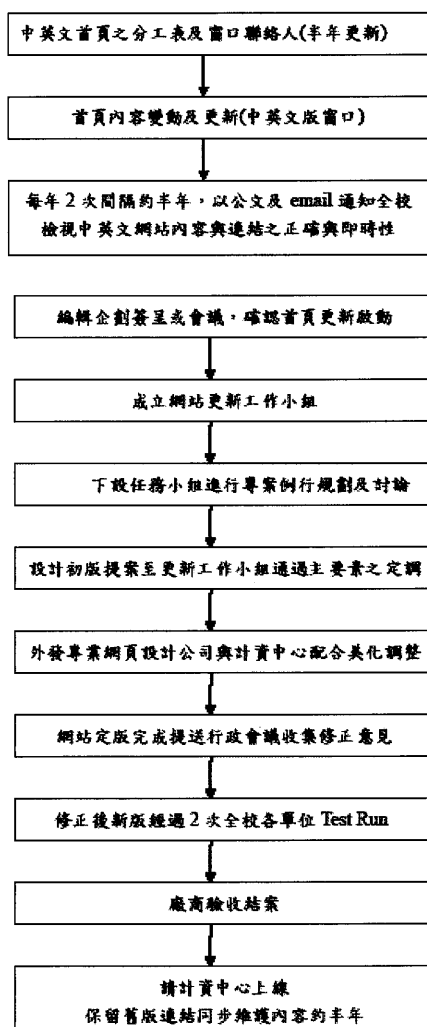 中英文首頁之分工表及窗口聯絡人(半年更新)
首頁內容變動及更新(中英文版窗口)
每年 2 次間隔約半年，以公文及 email 通知全校
檢視中英文網站內容與連結之正確與即時性
編輯企劃簽呈或會議，確認首頁更新啟動
成立網站更新工作小組
下設任務小組進行專案例行規劃及討論
設計初版提案至更新工作小組通過主要素之定調
外發專業網頁設計公司與計資中心配合美化調整
網站定版完成提送行政會議收集修正意見
修正後新版經過 2 次全校各單位 Test Run
廠商驗收結案
請計資中心上線
保留舊版連結同步維護內容約半年